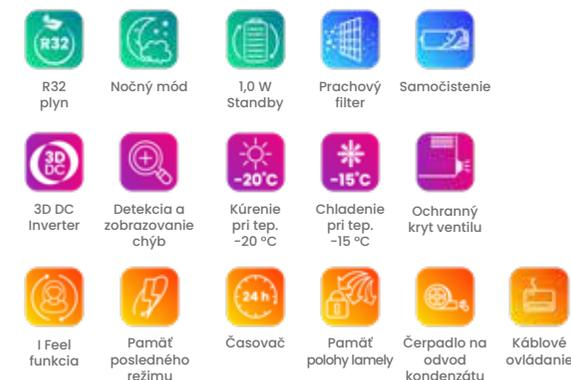 R32
R32
plyn
Nočný mód
1,0 W
Standby
Prachový
filter
Samočistenie
3D
DC
3D DC
Inverter
Detekcia a
zobrazovanie
chýb
-20°C
Kúrenie
pri tep.
-20 °C
-15°C
Chladenie
pri tep.
-15 °C
Ochranný
kryt ventilu
I Feel
funkcia
Pamäť
posledného
režimu
24 h
Časovač
Pamäť
polohy lamely
Čerpadlo na
odvod
kondenzátu
Káblové
ovládanie